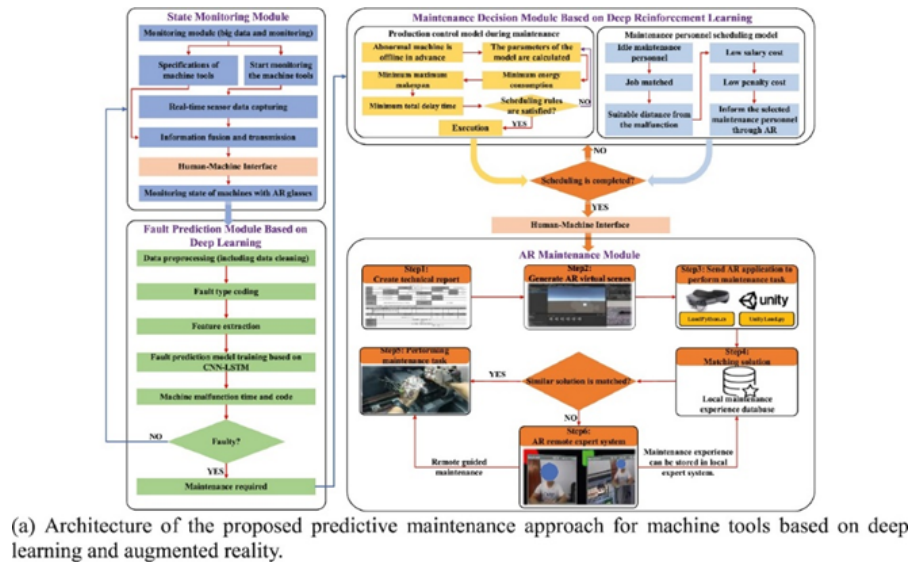 State Monitoring Module
Monitoring module (big data and monitoring)
Specifications of
machine tools
Start monitoring
the machine tools
Real-time sensor data capturing
Information fusion and transmission
Human-Machine Interface
Monitoring state of machines with AR glasses
Fault Prediction Module Based on
Deep Learning
Data preprocessing (including data cleaning)
Fault type coding
Feature extraction
Fault prediction model training based on
CNN-LSTM
Machine malfunction time and code
NO
Faulty?
YES
Maintenance required
Maintenance Decision Module Based on Deep Reinforcement Learning
Production control model during maintenance
Abnormal machine is
offline in advance
The parameters of the
model are calculated
Minimum maximum
makespan
Minimum energy
consumption
Minimum total delay time
Scheduling rules
are satisfied?
NO
YES
Execution
Maintenance personnel scheduling model
Idle maintenance
personnel
Low salary cost
Job matched
Low penalty cost
Suitable distance from
the malfunction
Inform the selected
maintenance personnel
through AR
NO
Scheduling is completed?
YES
Human-Machine Interface
AR Maintenance Module
Step1:
Create technical report
Step2:
Generate AR virtual scenes
Step3: Send AR application to
perform maintenance task
unity
Step4:
Matching solution
Local maintenance
experience database
Similar solution is matched?
YES
Step5: Performing
maintenance task
NO
Step6:
AR remote expert system
Remote guided
maintenance
Maintenance experience
can be stored in local
expert system.
(a) Architecture of the proposed predictive maintenance approach for machine tools based on deep
learning and augmented reality.